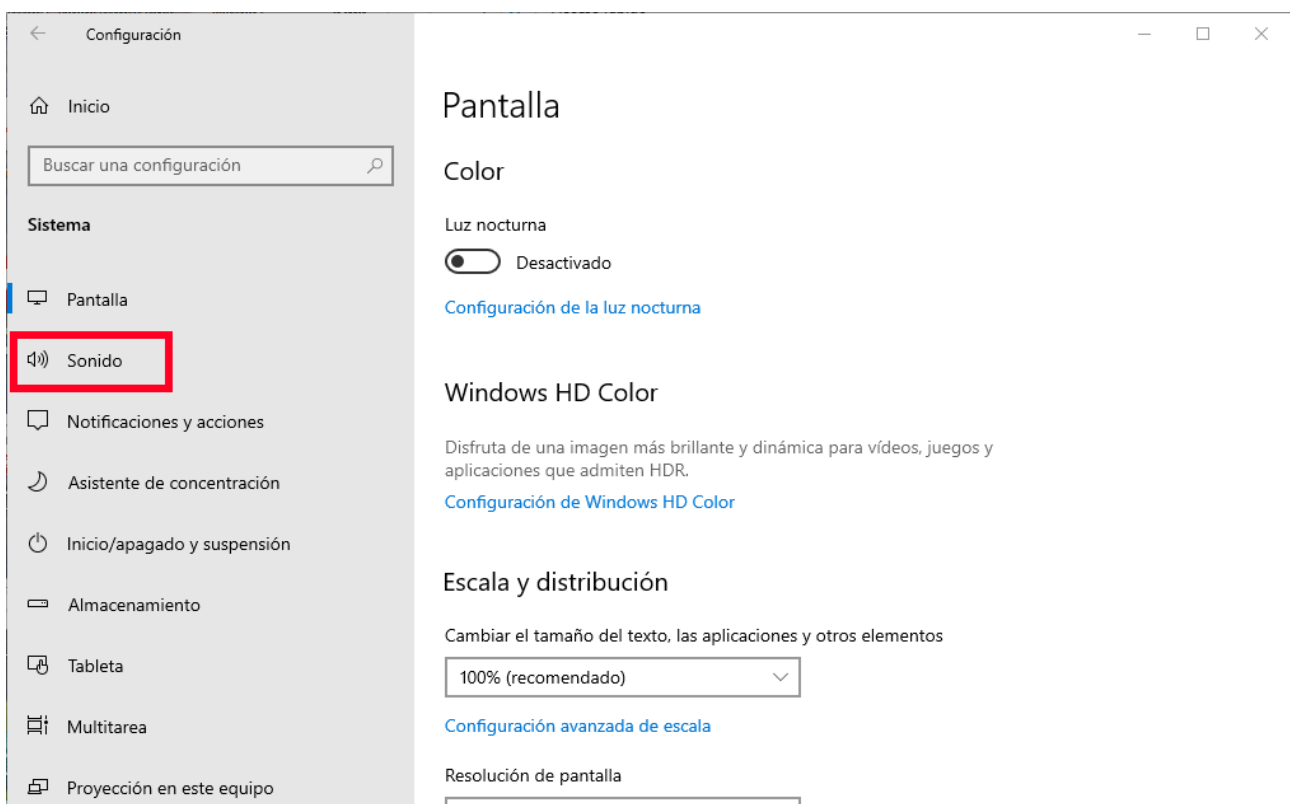 Configuración
Inicio
Buscar una configuración
Sistema
Pantalla
Sonido
Notificaciones y acciones
Asistente de concentración
Inicio/apagado y suspensión
Almacenamiento
Tableta
Multitarea
Proyección en este equipo
Pantalla
Color
Luz nocturna
Desactivado
Configuración de la luz nocturna
Windows HD Color
Disfruta de una imagen más brillante y dinámica para vídeos, juegos y
aplicaciones que admiten HDR.
Configuración de Windows HD Color
Escala y distribución
Cambiar el tamaño del texto, las aplicaciones y otros elementos
100% (recomendado)
Configuración avanzada de escala
Resolución de pantalla